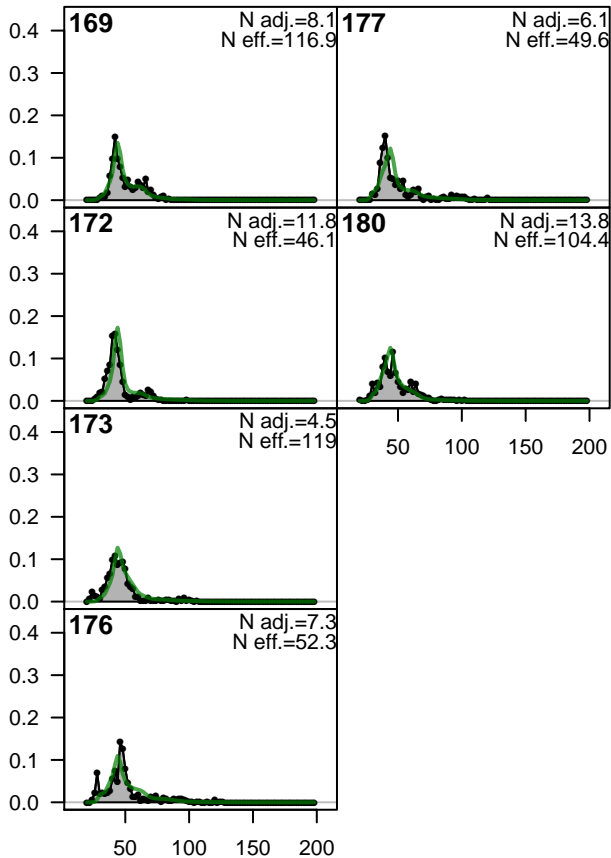 0.4
0.3
0.2
0.1
0.0
169
N adj.=8.1
N eff.=116.9
177
N adj.=6.1
N eff.=49.6
0.4
0.3
0.2
0.1
0.0
172
N adj.=11.8
N eff.=46.1
180
N adj.=13.8
N eff.=104.4
0.4
0.3
0.2
0.1
0.0
173
N adj.=4.5
N eff.=119
50 100 150 200
0.4
0.3
0.2
0.1
0.0
176
N adj.=7.3
N eff.=52.3
50 100 150 200